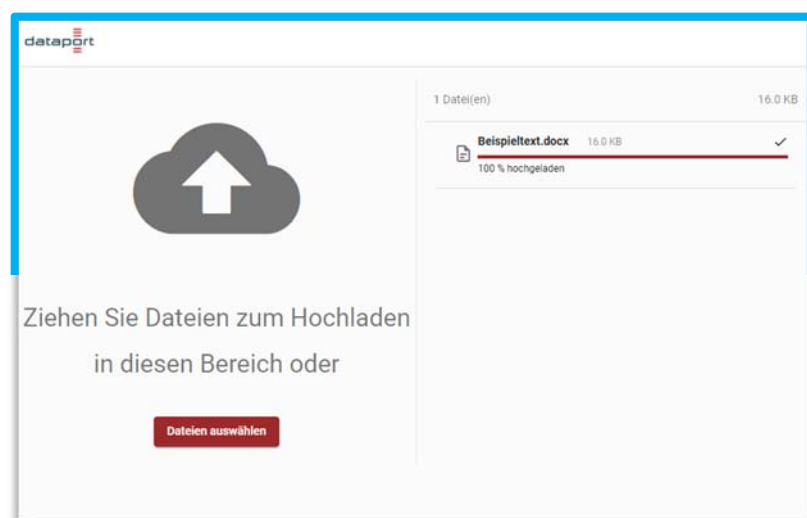 dataport
1 Datei(en) 16.0 KB
Beispieltext.docx 16.0 KB
100 % hochgeladen
Ziehen Sie Dateien zum Hochladen
in diesen Bereich oder
Dateien auswählen